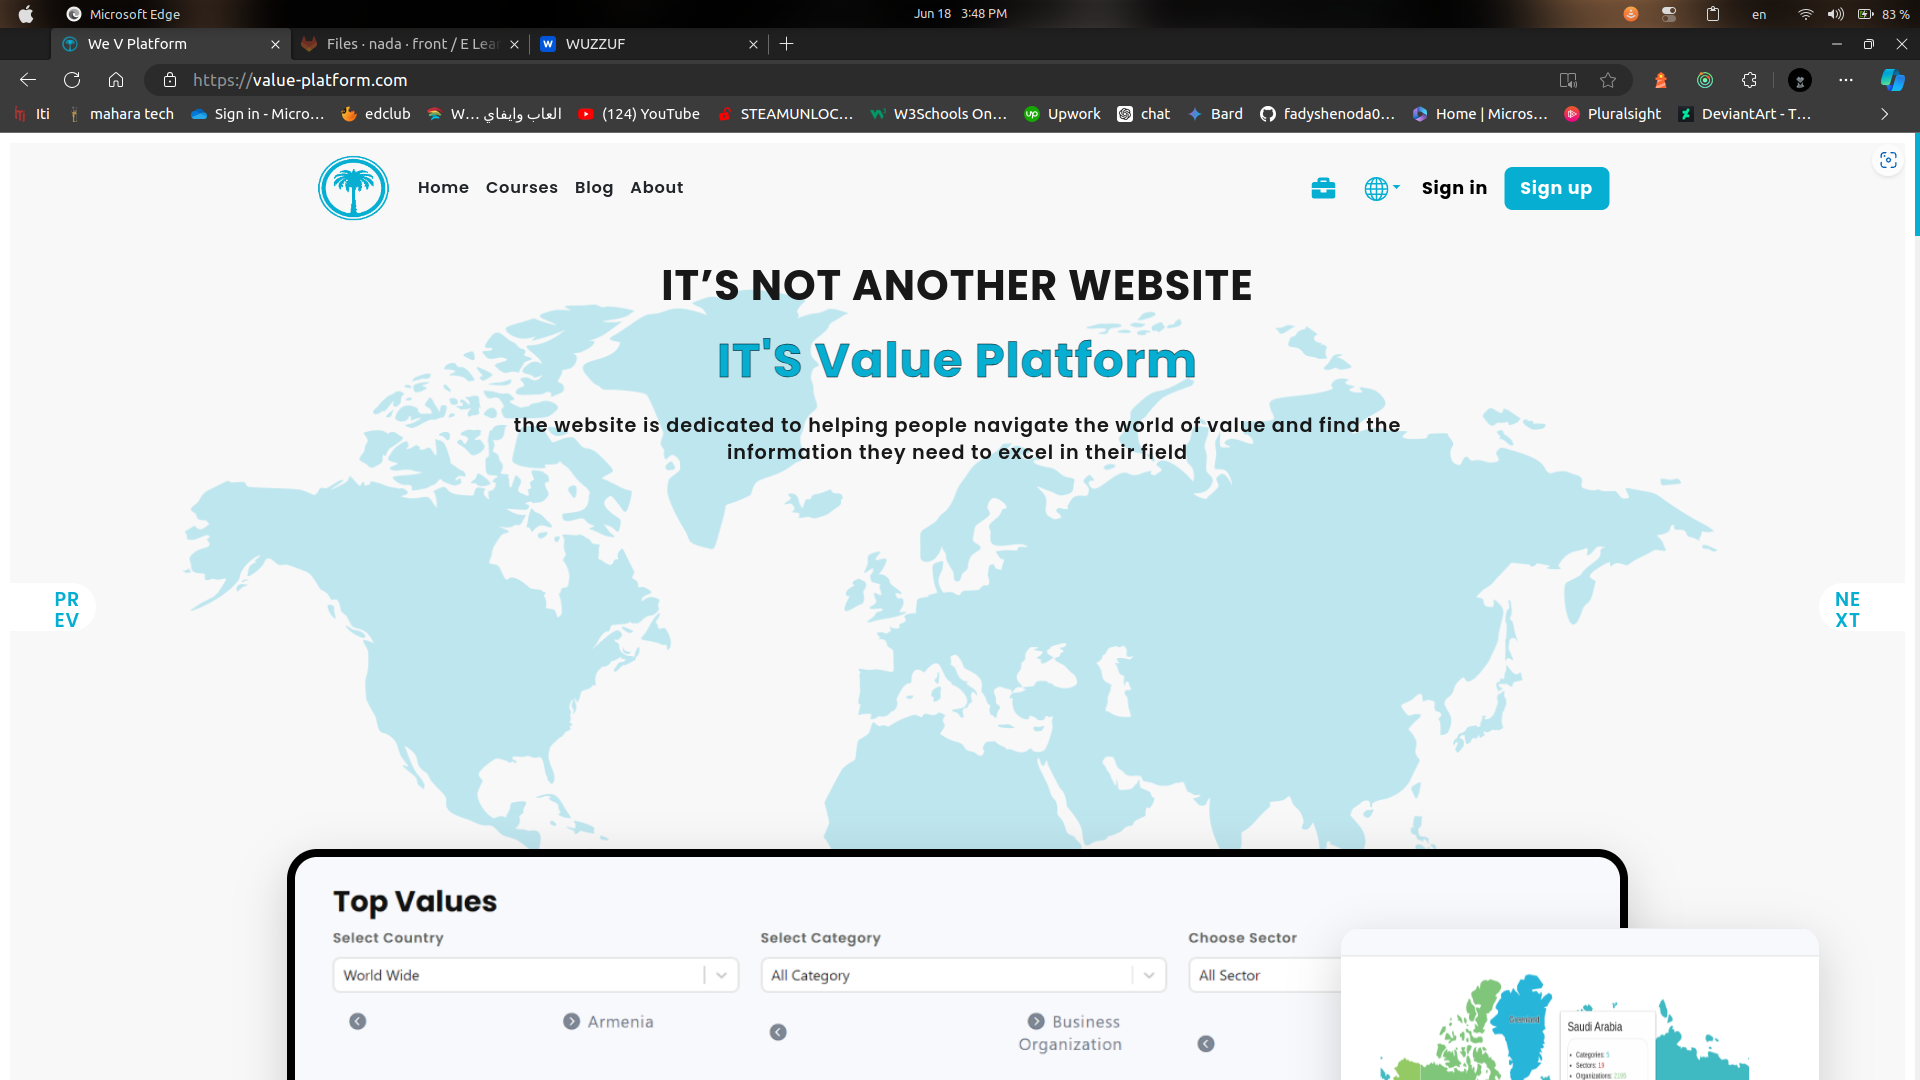 Microsoft Edge
Jun 18 3:48 PM
en
83 %
We V Platform
Files · nada · front / E Lear
WUZZUF
https://value-platform.com
Iti
mahara tech
Sign in - Micro...
edclub
W... العاب وايفاي
(124) YouTube
STEAMUNLOC...
W3Schools On...
Upwork
chat
Bard
fadyshenoda0...
Home | Micros...
Pluralsight
DeviantArt - T...
Home Courses Blog About
Sign in
Sign up
IT’S NOT ANOTHER WEBSITE
IT'S Value Platform
the website is dedicated to helping people navigate the world of value and find the
information they need to excel in their field
PR
EV
NE
XT
Top Values
Select Country
Select Category
Choose Sector
World Wide
All Category
All Sector
Armenia
Business
Organization
Saudi Arabia
Categories: 5
Sectors: 19